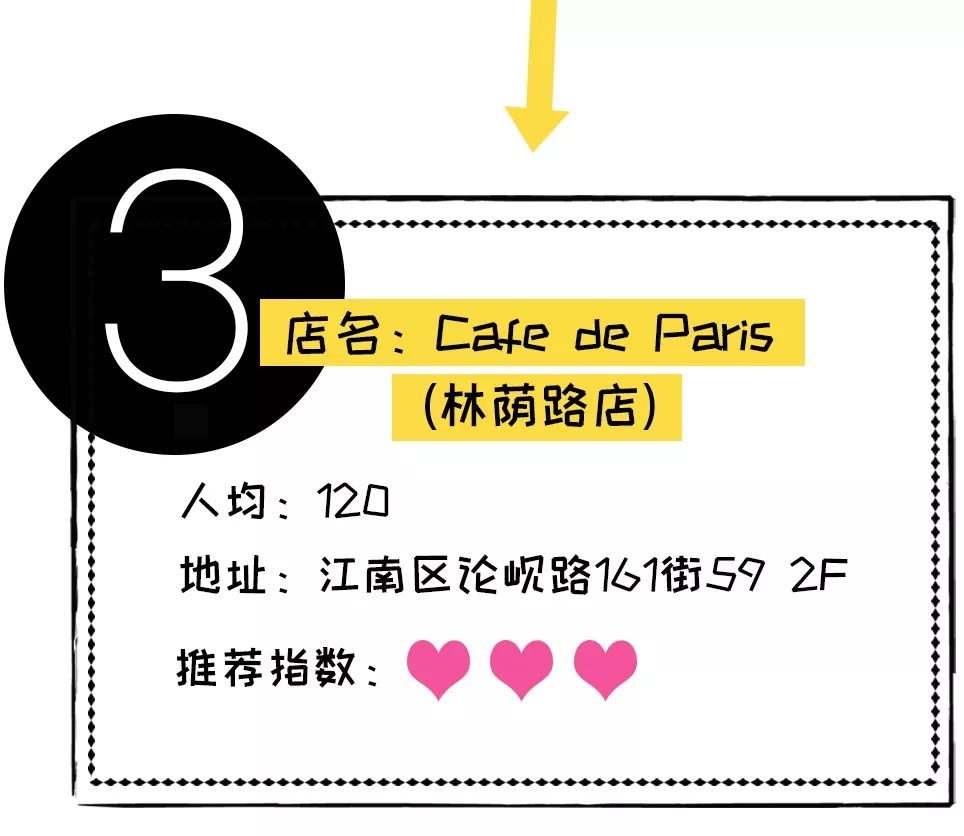 3
店名：Cafe de Paris
(林荫路店)
人均：120
地址：江南区论岘路161街59 2F
推荐指数：